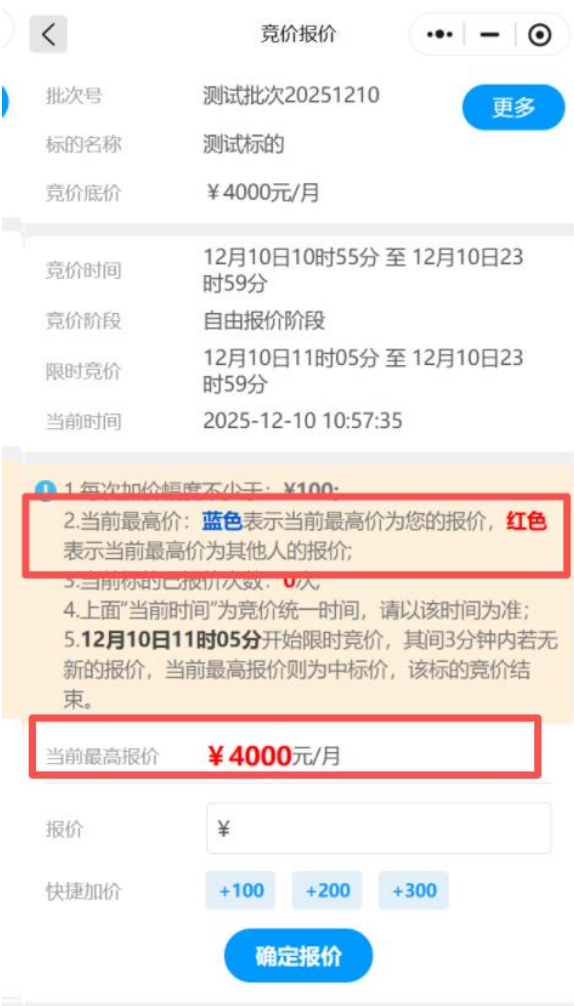 竞价报价
批次号 测试批次20251210
更多
标的名称 测试标的
竞价底价 ￥4000元/月
竞价时间 12月10日10时55分 至 12月10日23
时59分
竞价阶段 自由报价阶段
限时竞价 12月10日11时05分 至 12月10日23
时59分
当前时间 2025-12-10 10:57:35
1.每次加价幅度不少于：¥100;
2.当前最高价：蓝色表示当前最高价为您的报价，红色
表示当前最高价为其他人的报价;
3.当前标的已报价次数：0次;
4.上面"当前时间"为竞价统一时间，请以该时间为准；
5.12月10日11时05分开始限时竞价，其间3分钟内若无
新的报价，当前最高报价则为中标价，该标的竞价结
束。
当前最高报价 ￥4000元/月
报价 ￥
快捷加价 +100 +200 +300
确定报价